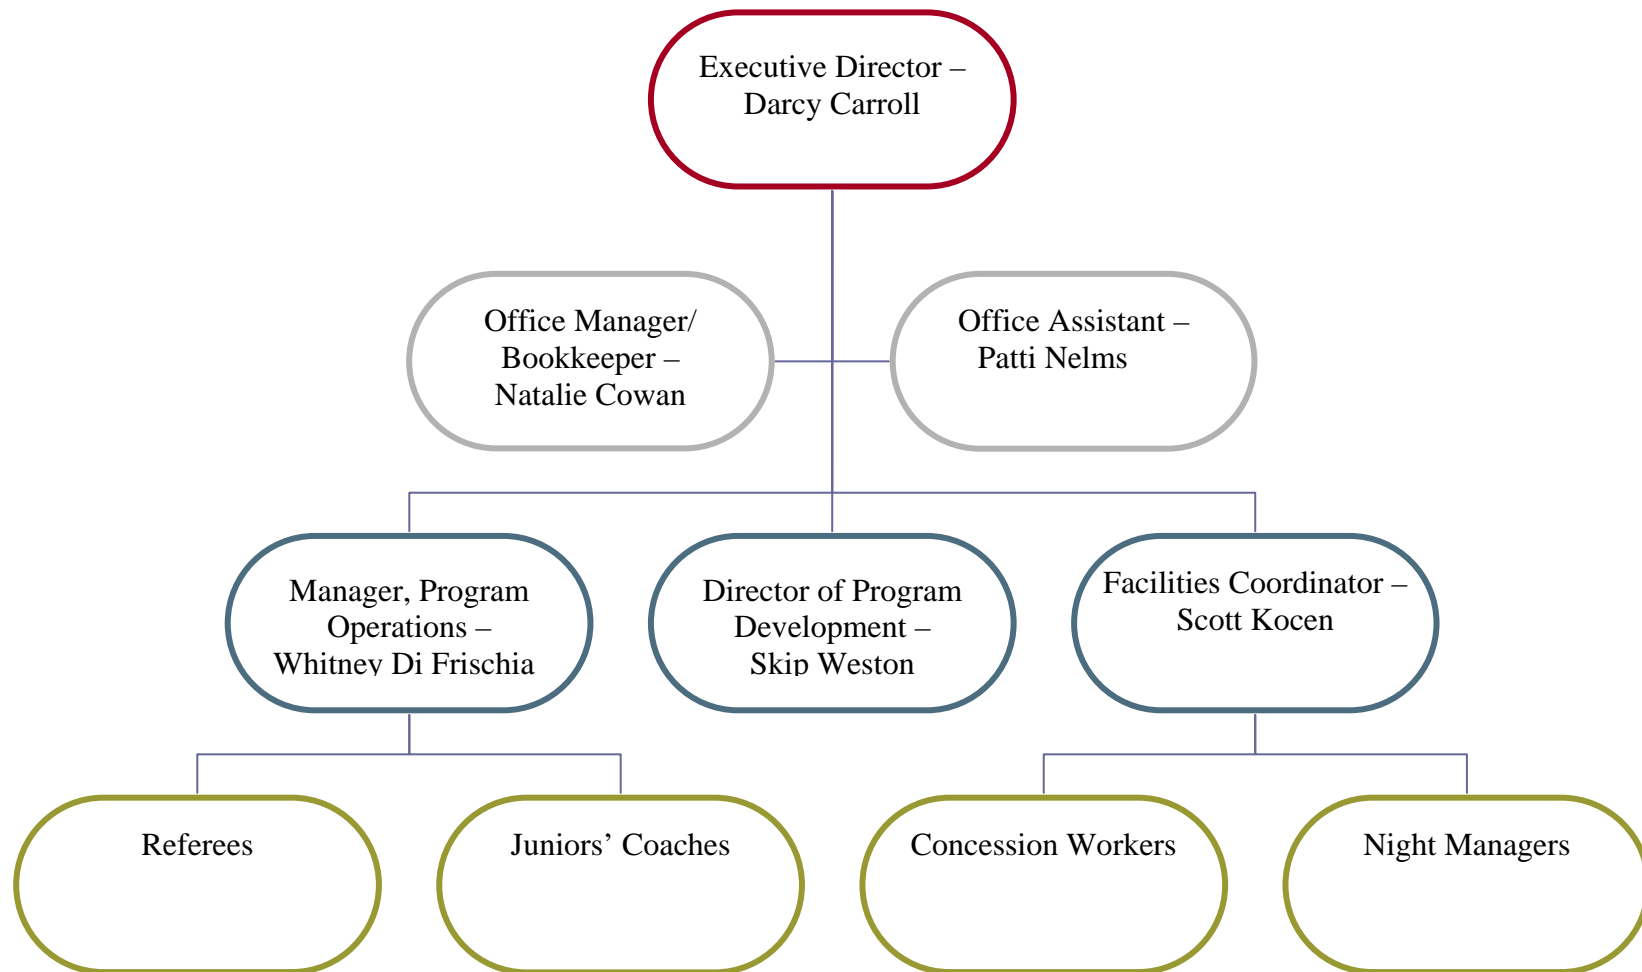 Executive Director –
Darcy Carroll
Office Manager/
Bookkeeper –
Natalie Cowan
Office Assistant –
Patti Nelms
Manager, Program
Operations –
Whitney Di Frischia
Director of Program
Development –
Skip Weston
Facilities Coordinator –
Scott Kocen
Referees
Juniors’ Coaches
Concession Workers
Night Managers